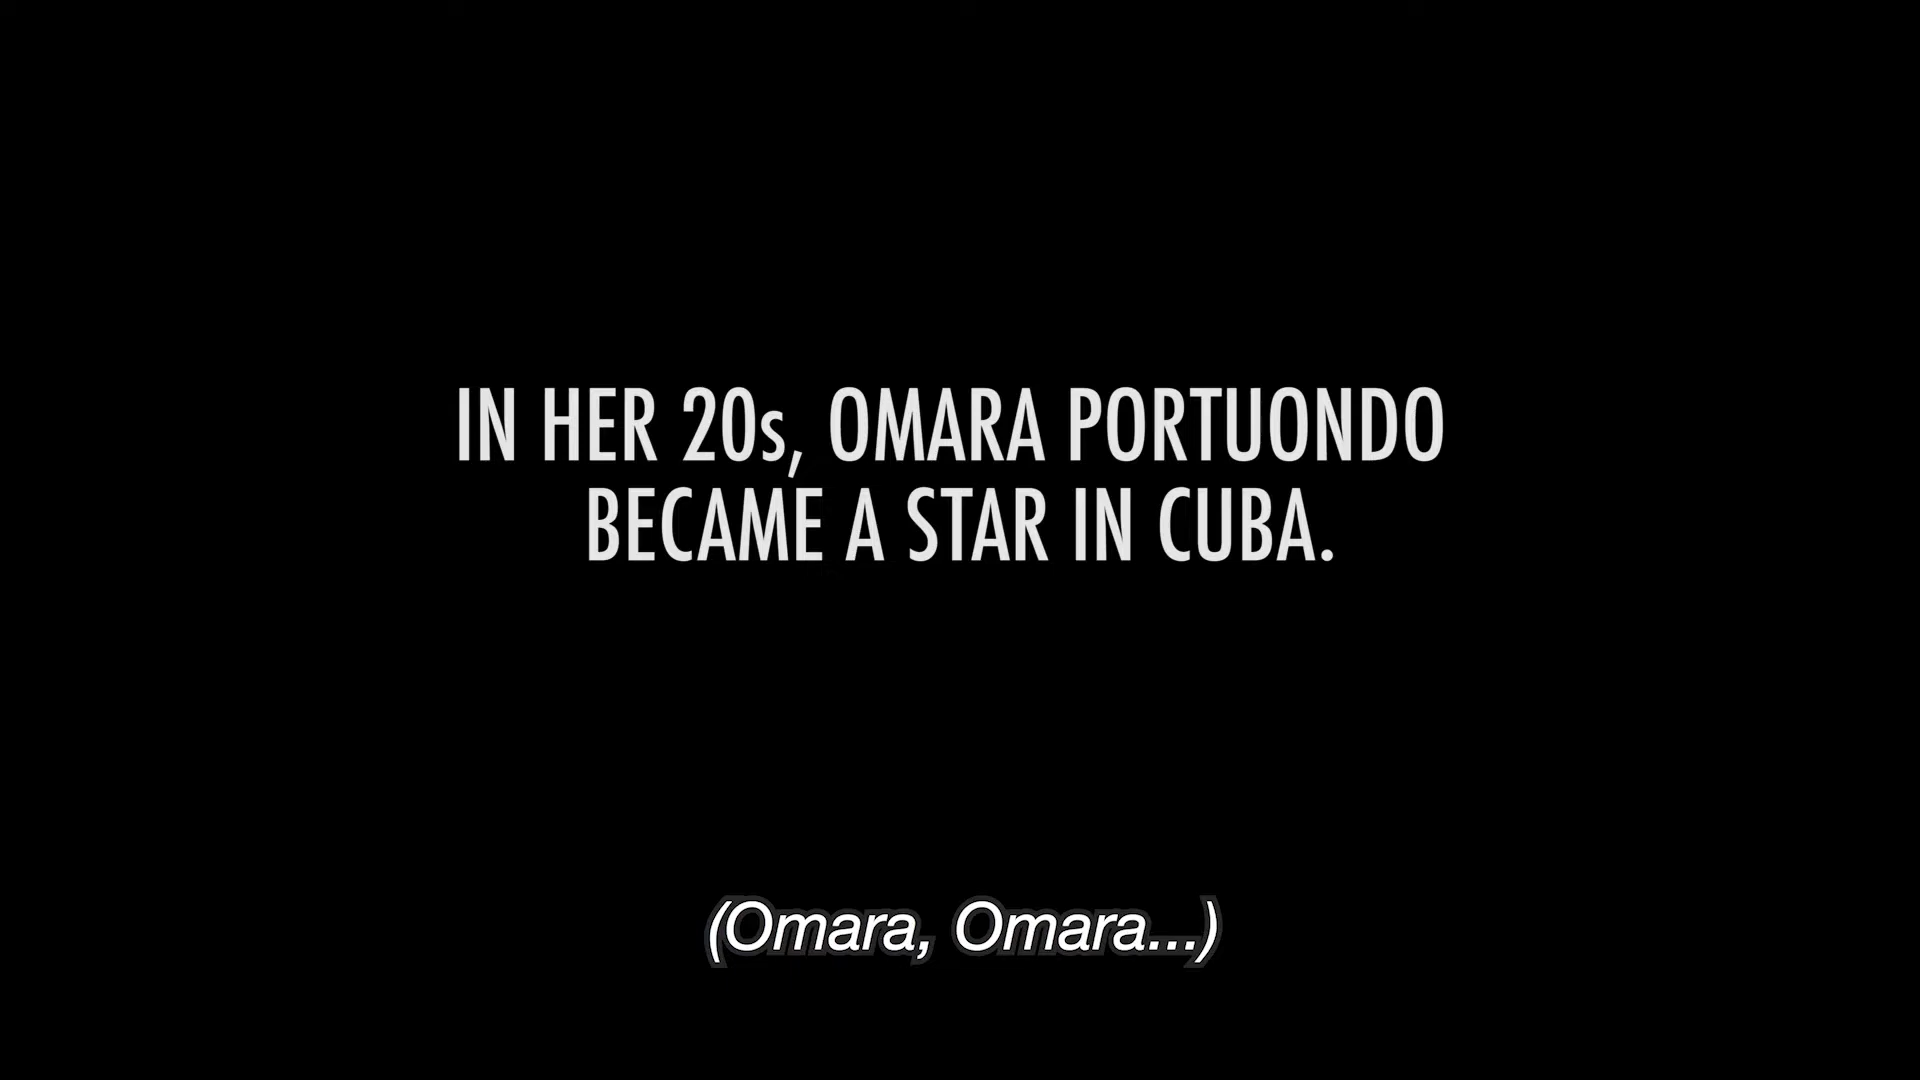 IN HER 20s, OMARA PORTUONDO
BECAME A STAR IN CUBA.
(Omara, Omara...)